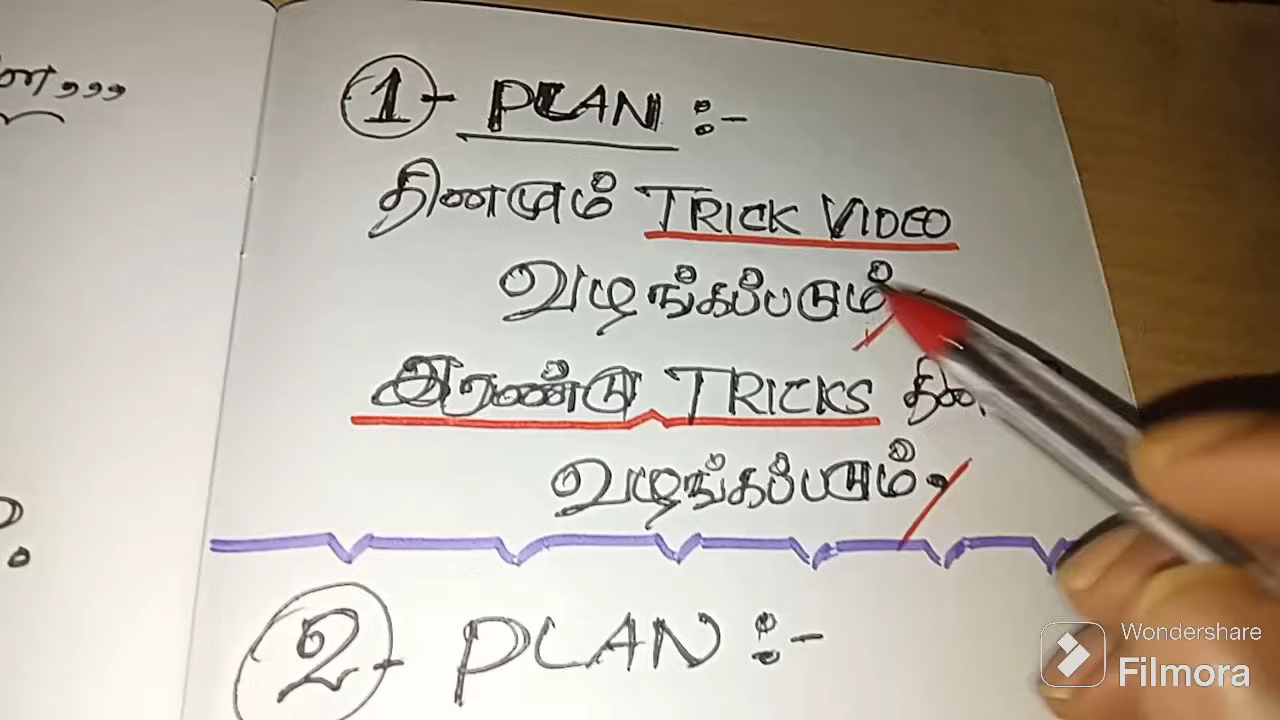 ① - PLAN :-
தினமும் TRICK VIDEO
வழங்கப்படும்
இரண்டு TRICKS
வழங்கப்படும்.
② - PLAN :-
Wondershare
Filmora